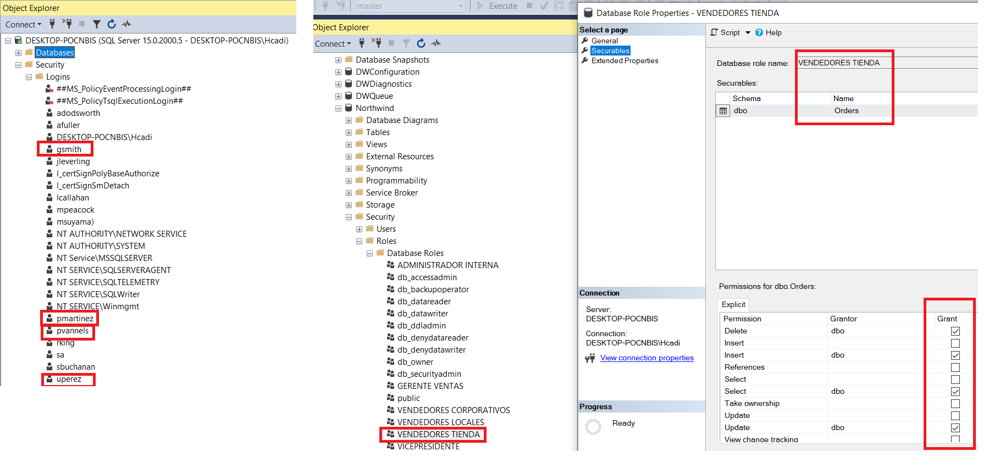 Object Explorer
Connect
DESKTOP-POCNBIS (SQL Server 15.0.2000.5 - DESKTOP-POCNBIS\Hcadi)
Databases
Security
Logins
##MS_PolicyEventProcessingLogin##
##MS_PolicyTsqlExecutionLogin##
adodsworth
afuller
DESKTOP-POCNBIS\Hcadi
gsmith
jleverling
l_certSignPolyBaseAuthorize
l_certSignSmDetach
lcallahan
mpeacock
msuyama)
NT AUTHORITY\NETWORK SERVICE
NT AUTHORITY\SYSTEM
NT Service\MSSQLSERVER
NT SERVICE\SQLSERVERAGENT
NT SERVICE\SQLTELEMETRY
NT SERVICE\SQLWriter
NT SERVICE\Winmgmt
pmartinez
pvannels
rking
sa
sbuchanan
uperez
master
Execute
Object Explorer
Connect
Database Snapshots
DWConfiguration
DWDiagnostics
DWQueue
Northwind
Database Diagrams
Tables
Views
External Resources
Synonyms
Programmability
Service Broker
Storage
Security
Users
Roles
Database Roles
ADMINISTRADOR INTERNA
db_accessadmin
db_backupoperator
db_datareader
db_datawriter
db_ddladmin
db_denydatareader
db_denydatawriter
db_owner
db_securityadmin
GERENTE VENTAS
public
VENDEDORES CORPORATIVOS
VENDEDORES LOCALES
VENDEDORES TIENDA
VICEPRESIDENTE
Database Role Properties - VENDEDORES TIENDA
Select a page
General
Securables
Extended Properties
Connection
Server:
DESKTOP-POCNBIS
Connection:
DESKTOP-POCNBIS\Hcadi
View connection properties
Progress
Ready
Script
Help
Database role name: VENDEDORES TIENDA
Securables:
Schema Name
dbo Orders
Permissions for dbo.Orders:
Explicit
Permission Grantor Grant
Delete dbo
Insert
Insert dbo
References
Select
Select dbo
Take ownership
Update
Update dbo
View change tracking